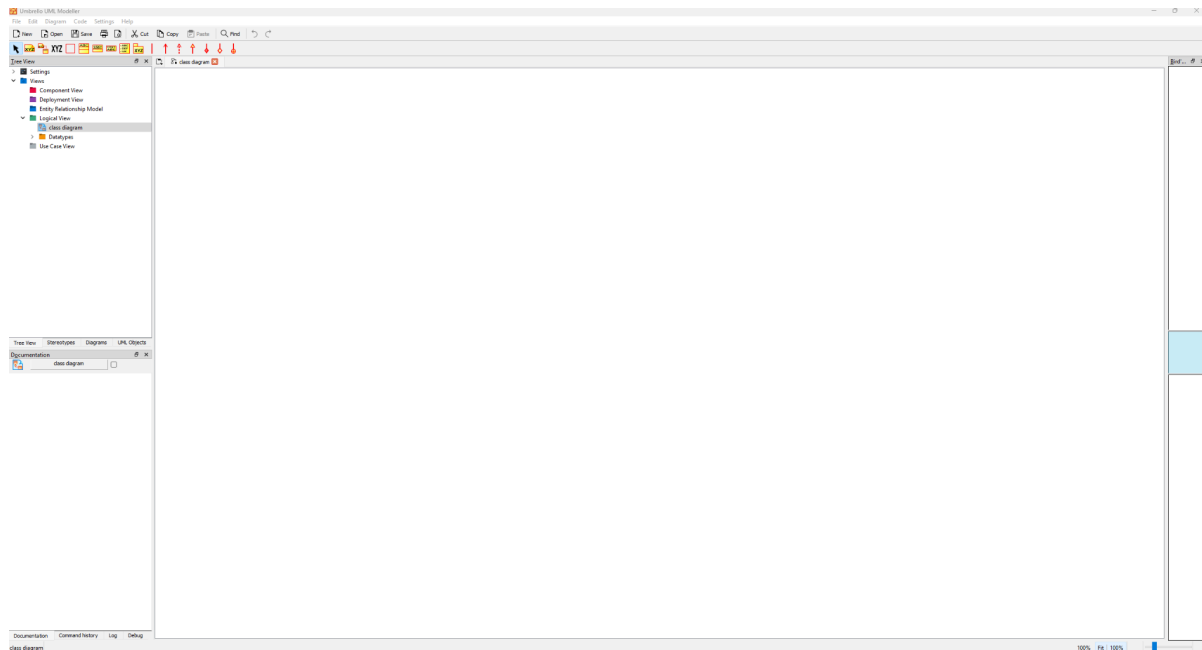 Umbrello UML Modeller
File Edit Diagram Code Settings Help
New Open Save Cut Copy Paste Find
XYZ
Tree View
class diagram
Bird'...
Settings
Views
Component View
Deployment View
Entity Relationship Model
Logical View
class diagram
Datatypes
Use Case View
Tree View Stereotypes Diagrams UML Objects
Documentation
class diagram
Documentation Command history Log Debug
class diagram
100% Fit 100%